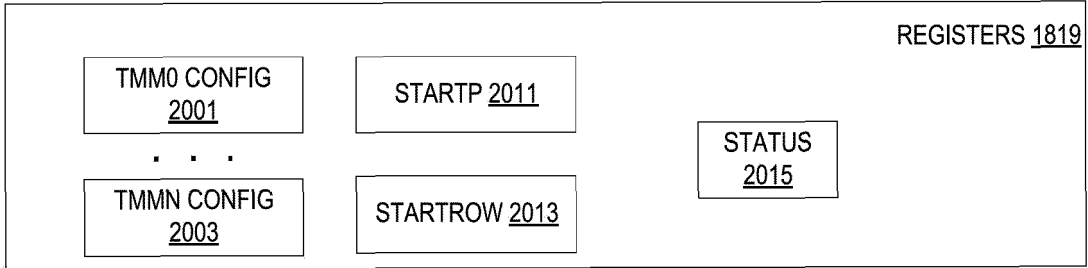 REGISTERS 1819
TMM0 CONFIG
2001
STARTP 2011
. . .
STATUS
2015
TMMN CONFIG
2003
STARTROW 2013